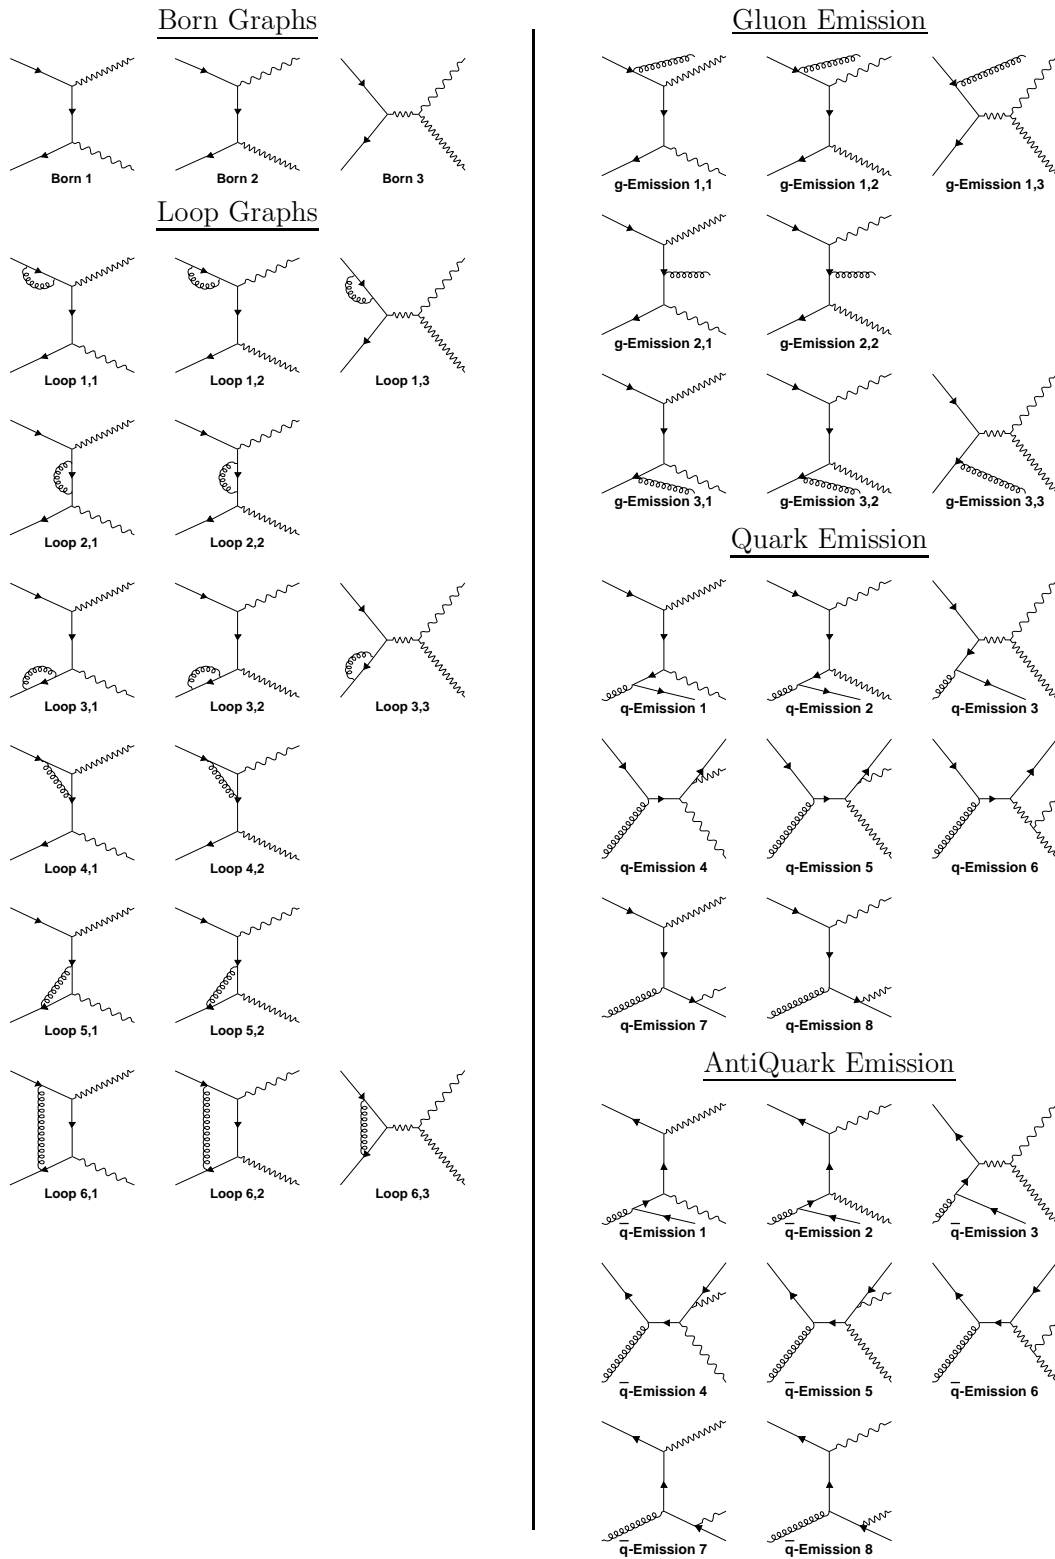 Born Graphs
Born 1
Born 2
Born 3
Loop Graphs
Loop 1,1
Loop 1,2
Loop 1,3
Loop 2,1
Loop 2,2
Loop 3,1
Loop 3,2
Loop 3,3
Loop 4,1
Loop 4,2
Loop 5,1
Loop 5,2
Loop 6,1
Loop 6,2
Loop 6,3
Gluon Emission
g-Emission 1,1
g-Emission 1,2
g-Emission 1,3
g-Emission 2,1
g-Emission 2,2
g-Emission 3,1
g-Emission 3,2
g-Emission 3,3
Quark Emission
q-Emission 1
q-Emission 2
q-Emission 3
q-Emission 4
q-Emission 5
q-Emission 6
q-Emission 7
q-Emission 8
AntiQuark Emission
q̅-Emission 1
q̅-Emission 2
q̅-Emission 3
q̅-Emission 4
q̅-Emission 5
q̅-Emission 6
q̅-Emission 7
q̅-Emission 8